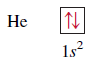 He ⥮
1s²